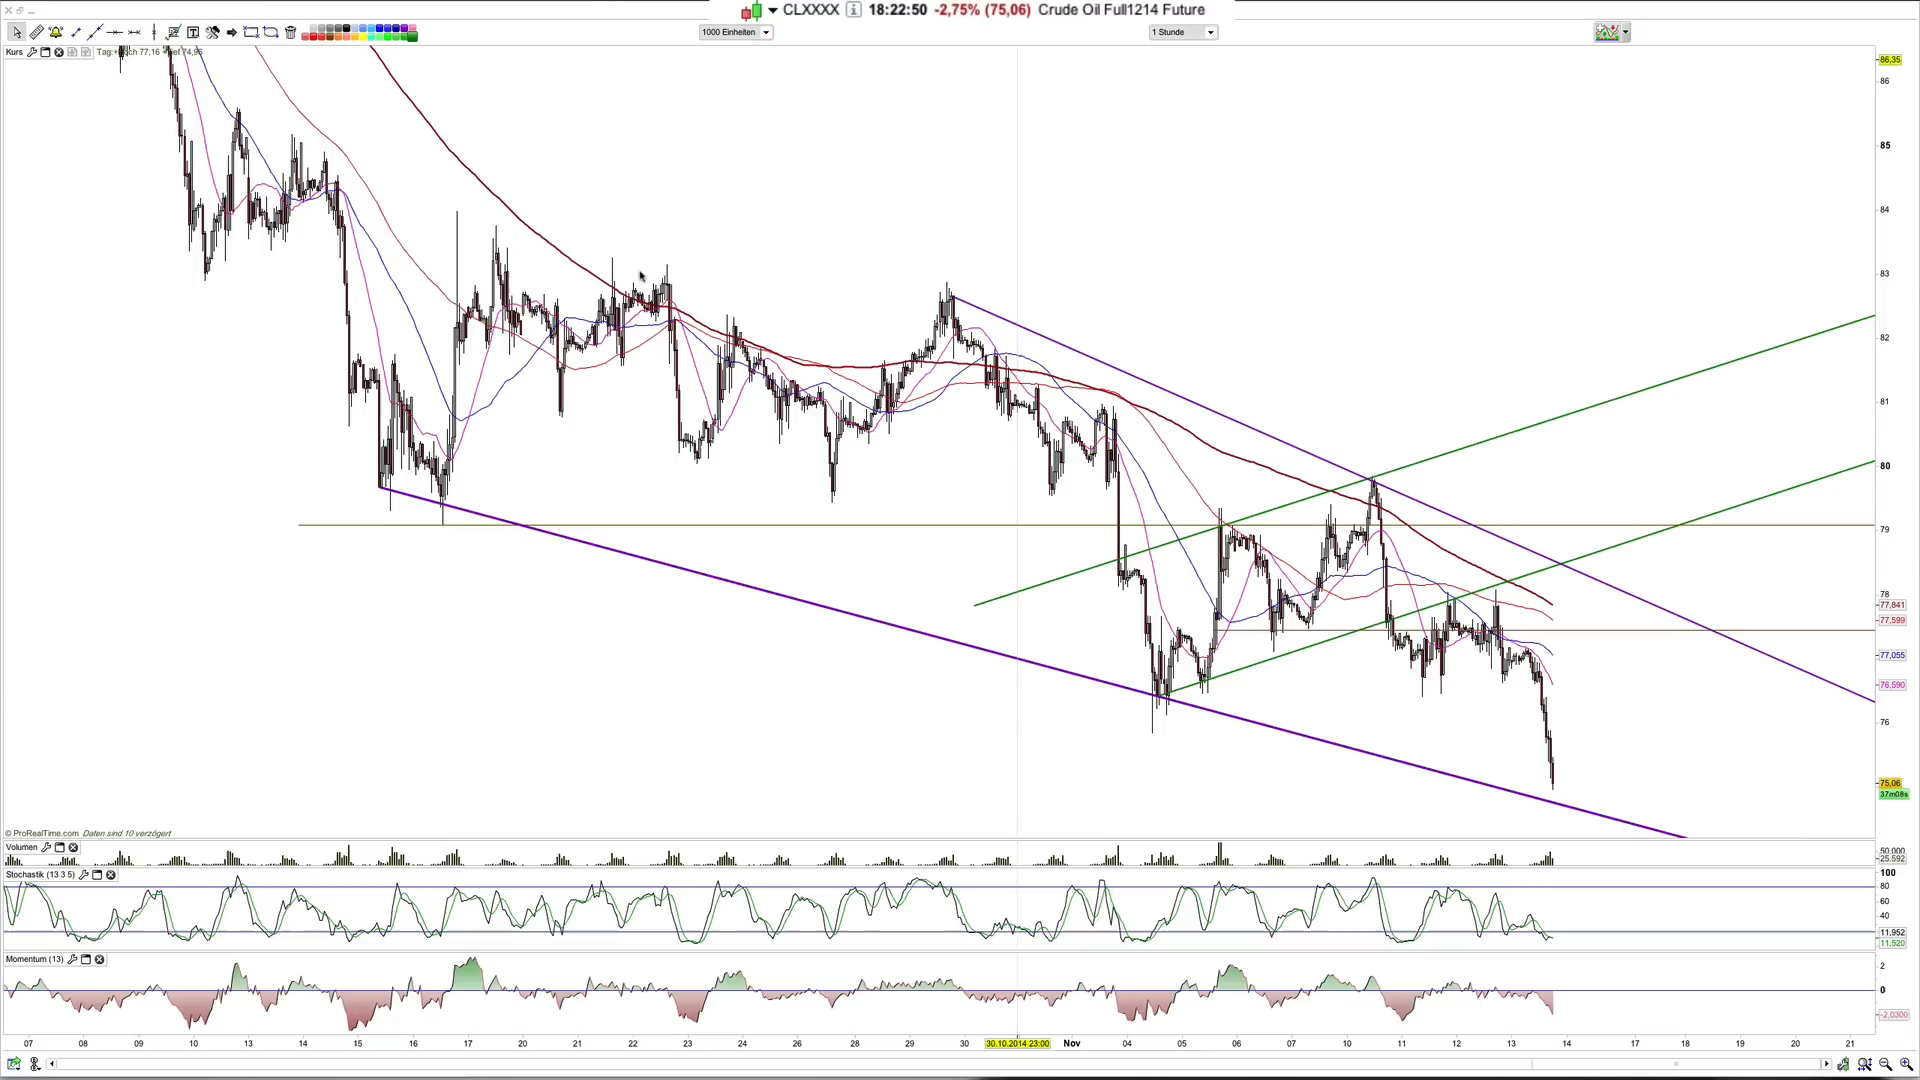 CLXXXX 18:22:50 -2,75% (75,06) Crude Oil Full1214 Future
1000 Einheiten
1 Stunde
Kurs
86,35
86
85
84
83
82
81
80
79
78
77,841
77,599
77,055
76,590
76
75,06
37m08s
© ProRealTime.com Daten sind 10 verzögert
Volumen
50.000
25.592
Stochastik (13 3 5)
100
80
60
40
11,952
11,520
Momentum (13)
2
0
-2,0300
07 08 09 10 13 14 15 16 17 20 21 22 23 24 26 27 28 29 30 30.10.2014 23:00 Nov 04 05 06 07 10 11 12 13 14 17 18 19 20 21